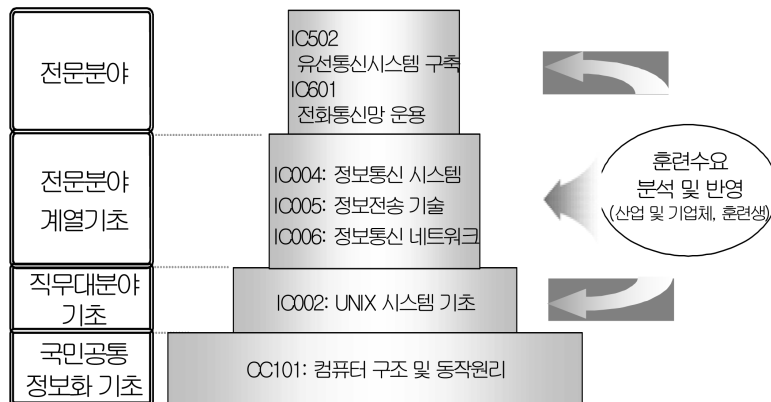 전문분야
IC502
유선통신시스템 구축
IC601
전화통신망 운용
전문분야
계열기초
IC004: 정보통신 시스템
IC005: 정보전송 기술
IC006: 정보통신 네트워크
훈련수요
분석 및 반영
(산업 및 기업체, 훈련생)
직무대분야
기초
IC002: UNIX 시스템 기초
국민공통
정보화 기초
CC101: 컴퓨터 구조 및 동작원리